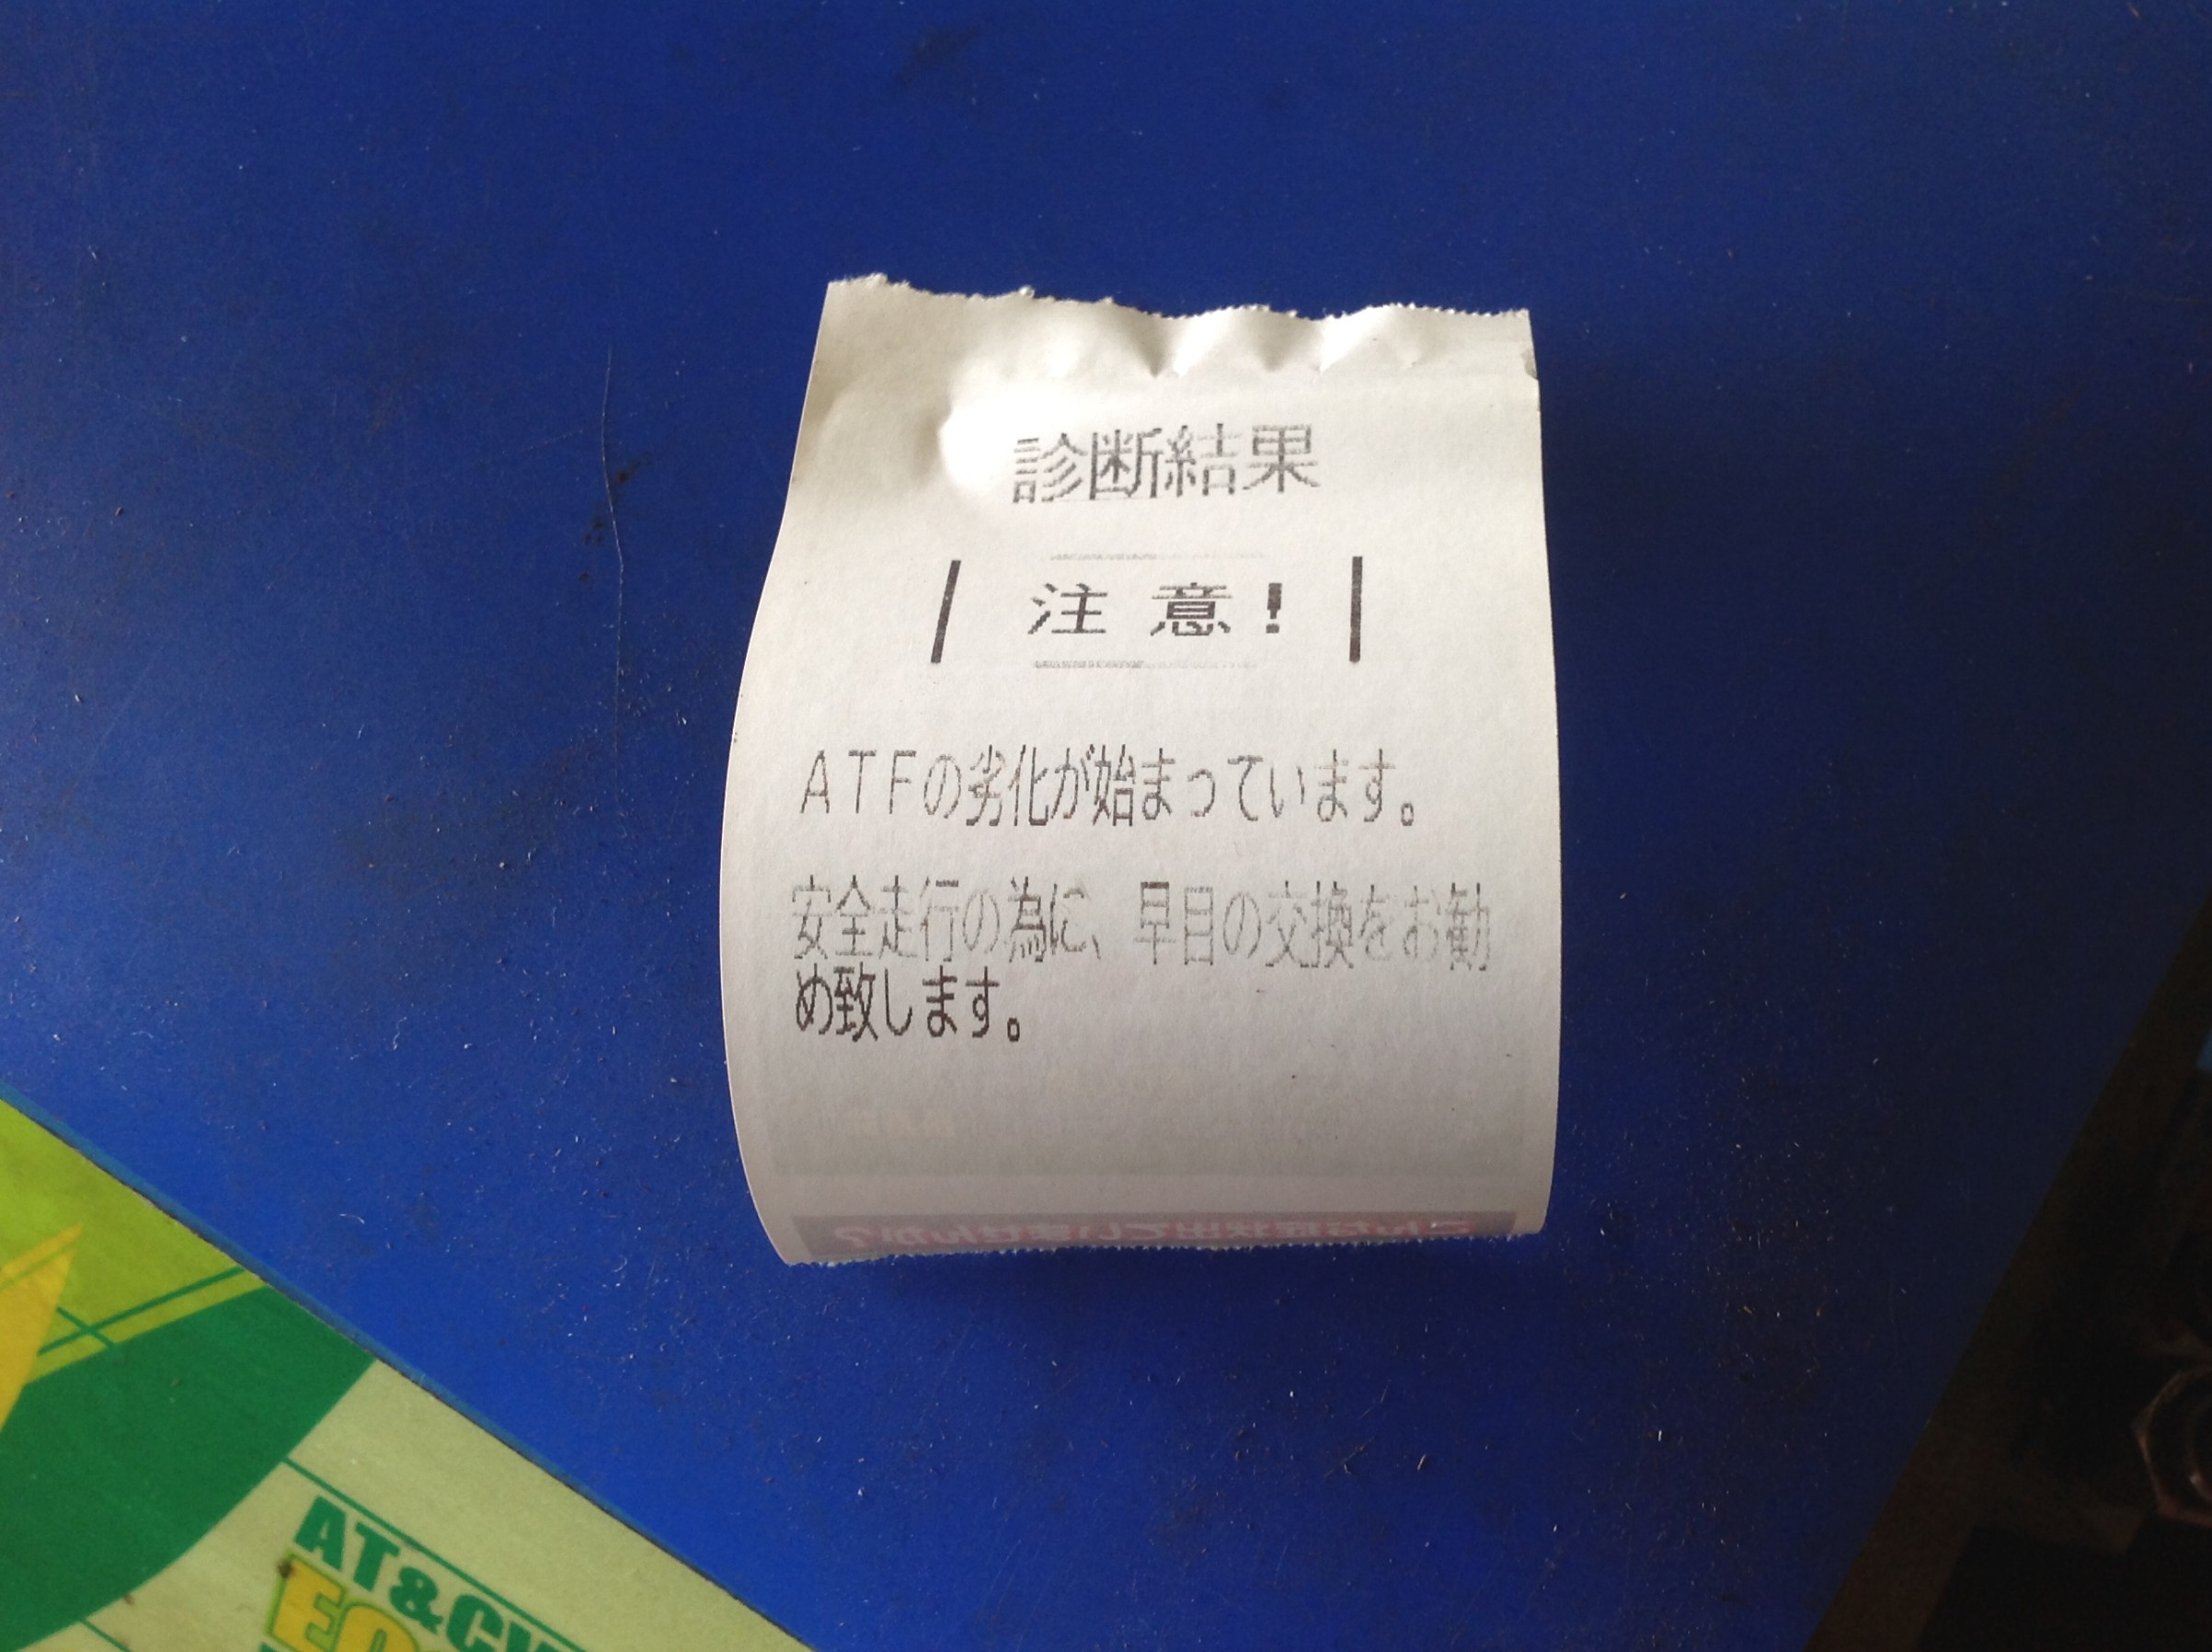 診断結果
注 意!
ATFの劣化が始まっています。
安全走行の為に、早目の交換をお勧
め致します。
AT&